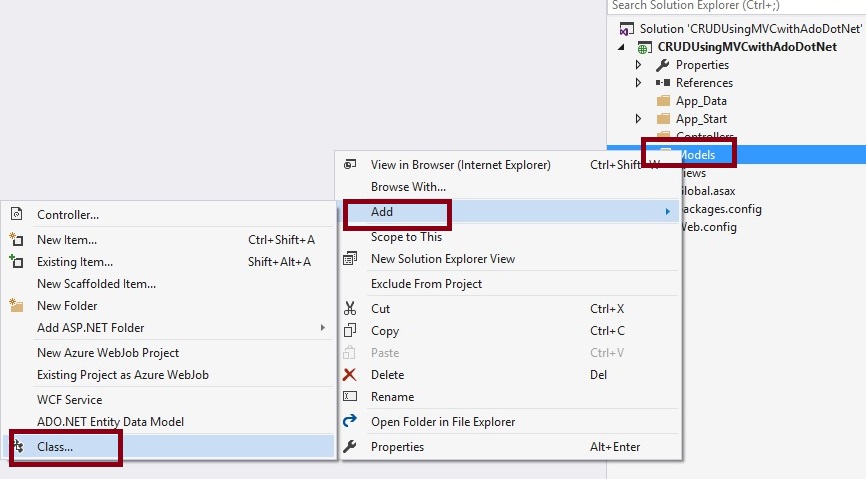 Search Solution Explorer (Ctrl+;)
Solution 'CRUDUsingMVCwithAdoDotNet'
CRUDUsingMVCwithAdoDotNet
Properties
References
App_Data
App_Start
Controllers
Models
Views
Global.asax
Packages.config
Web.config
View in Browser (Internet Explorer) Ctrl+Shift+W
Browse With...
Add
Scope to This
New Solution Explorer View
Exclude From Project
Cut Ctrl+X
Copy Ctrl+C
Paste Ctrl+V
Delete Del
Rename
Open Folder in File Explorer
Properties Alt+Enter
Controller...
New Item... Ctrl+Shift+A
Existing Item... Shift+Alt+A
New Scaffolded Item...
New Folder
Add ASP.NET Folder
New Azure WebJob Project
Existing Project as Azure WebJob
WCF Service
ADO.NET Entity Data Model
Class...